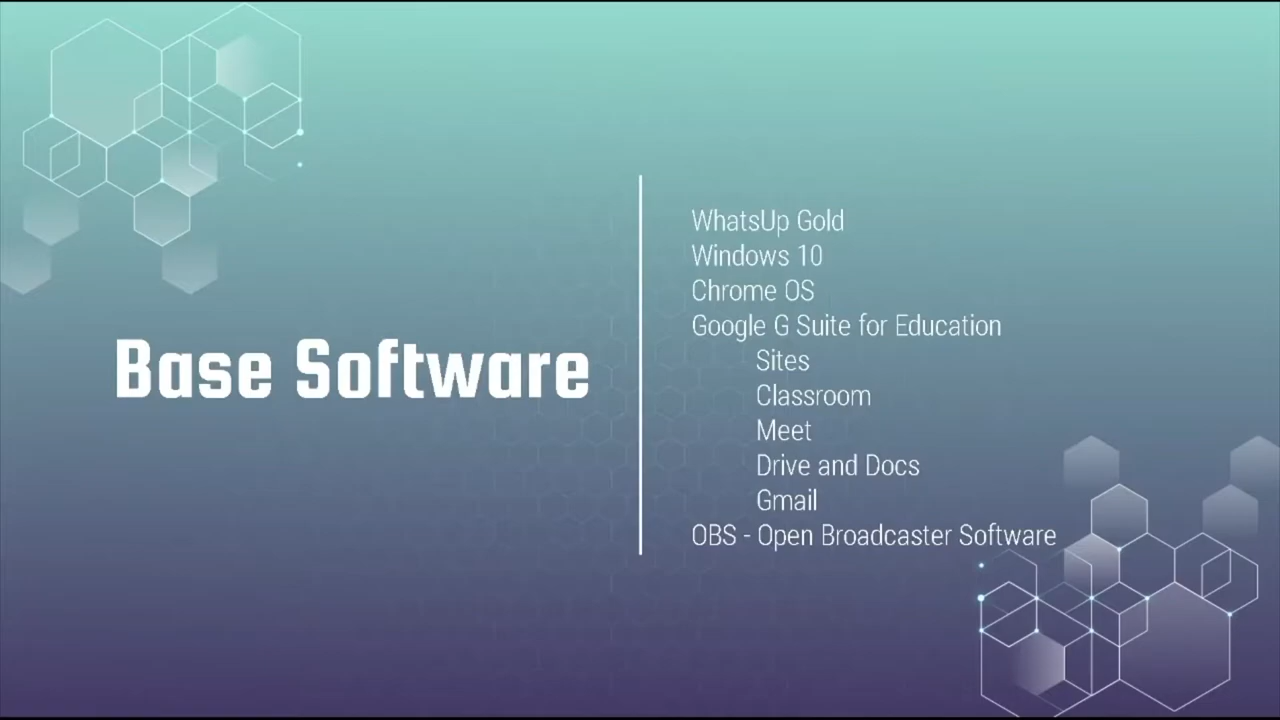 Base Software
WhatsUp Gold
Windows 10
Chrome OS
Google G Suite for Education
Sites
Classroom
Meet
Drive and Docs
Gmail
OBS - Open Broadcaster Software